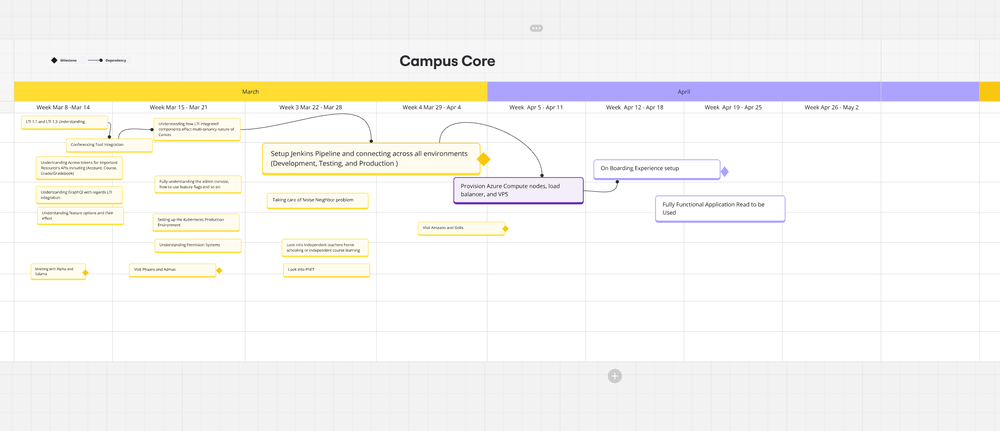 Milestone
Dependency
Campus Core
March
April
Week Mar 8 -Mar 14
Week Mar 15 - Mar 21
Week 3 Mar 22 - Mar 28
Week 4 Mar 29 - Apr 4
Week Apr 5 - Apr 11
Week Apr 12 - Apr 18
Week Apr 19 - Apr 25
Week Apr 26 - May 2
LTI 1.1 and LTI 1.3 Understanding
Conferencing Tool Integration
Understanding how LTI-integrated
components effect multi-tenancy nature of
Canvas
Setup Jenkins Pipeline and connecting across all environments
(Development, Testing, and Production )
Understanding Access tokens for Important
Resource's APIs including (Account, Course,
Grader/Gradebook)
Fully understanding the admin console,
how to use feature flags and so on
Provision Azure Compute nodes, load
balancer, and VPS
On Boarding Experience setup
Understanding GraphQl with regards LTI
integration
Taking care of Noise Neighbor problem
Fully Functional Application Read to be
Used
Understanding feature options and their
effect
Setting up the Kubernetes Production
Environment
Visit Amazon and Golis
Understanding Permission Systems
Look into Independent teachers home
schooling or independent course learning
Meeting with Alpha and
Edama
Visit Pharro and Admas
Look into PVIT